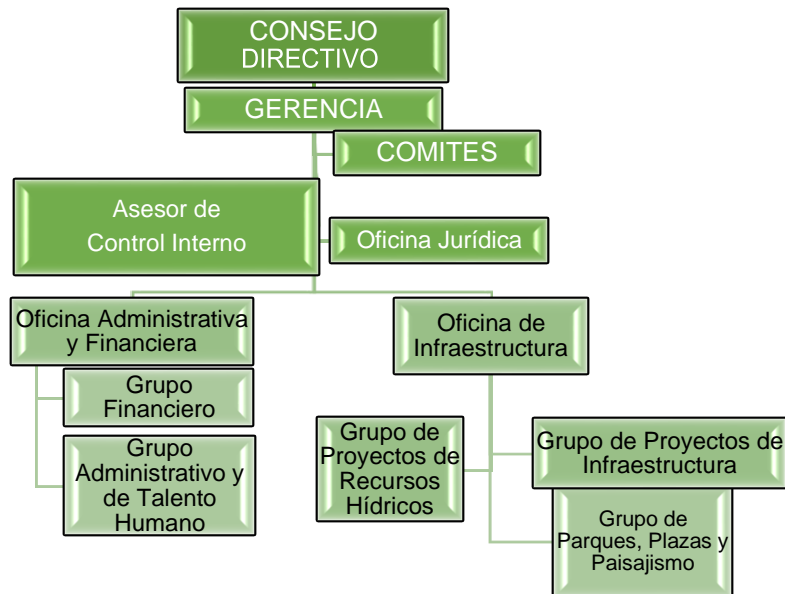 CONSEJO
DIRECTIVO
GERENCIA
COMITES
Asesor de
Control Interno
Oficina Jurídica
Oficina Administrativa
y Financiera
Grupo
Financiero
Grupo
Administrativo y
de Talento
Humano
Oficina de
Infraestructura
Grupo de
Proyectos de
Recursos
Hídricos
Grupo de Proyectos de
Infraestructura
Grupo de
Parques, Plazas y
Paisajismo